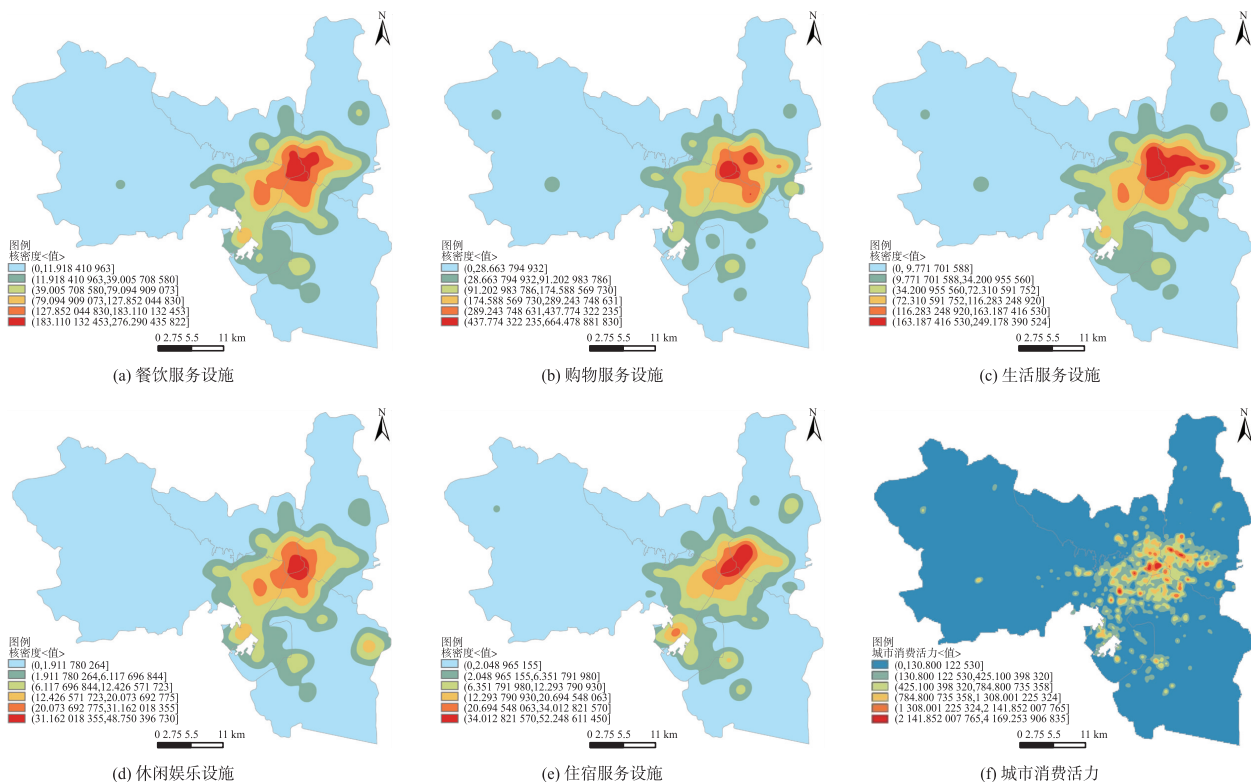 N
图例
核密度<值>
(0,11.918 410 963]
(11.918 410 963,39.005 708 580]
(39.005 708 580,79.094 909 073]
(79.094 909 073,127.852 044 830]
(127.852 044 830,183.110 132 453]
(183.110 132 453,276.290 435 822]
0 2.75 5.5 11 km
(a) 餐饮服务设施
N
图例
核密度<值>
(0,28.663 794 932]
(28.663 794 932,91.202 983 786]
(91.202 983 786,174.588 569 730]
(174.588 569 730,289.243 748 631]
(289.243 748 631,437.774 322 235]
(437.774 322 235,664.478 881 830]
0 2.75 5.5 11 km
(b) 购物服务设施
N
图例
核密度<值>
(0, 9.771 701 588]
(9.771 701 588,34.200 955 560]
(34.200 955 560,72.310 591 752]
(72.310 591 752,116.283 248 920]
(116.283 248 920,163.187 416 530]
(163.187 416 530,249.178 390 524]
0 2.75 5.5 11 km
(c) 生活服务设施
N
图例
核密度<值>
(0,1.911 780 264]
(1.911 780 264,6.117 696 844]
(6.117 696 844,12.426 571 723]
(12.426 571 723,20.073 692 775]
(20.073 692 775,31.162 018 355]
(31.162 018 355,48.750 396 730]
0 2.75 5.5 11 km
(d) 休闲娱乐设施
N
图例
核密度<值>
(0,2.048 965 155]
(2.048 965 155,6.351 791 980]
(6.351 791 980,12.293 790 930]
(12.293 790 930,20.694 548 063]
(20.694 548 063,34.012 821 570]
(34.012 821 570,52.248 611 450]
0 2.75 5.5 11 km
(e) 住宿服务设施
N
图例
城市消费活力<值>
(0,130.800 122 530]
(130.800 122 530,425.100 398 320]
(425.100 398 320,784.800 735 358]
(784.800 735 358,1 308.001 225 324]
(1 308.001 225 324,2 141.852 007 765]
(2 141.852 007 765,4 169.253 906 835]
0 2.75 5.5 11 km
(f) 城市消费活力